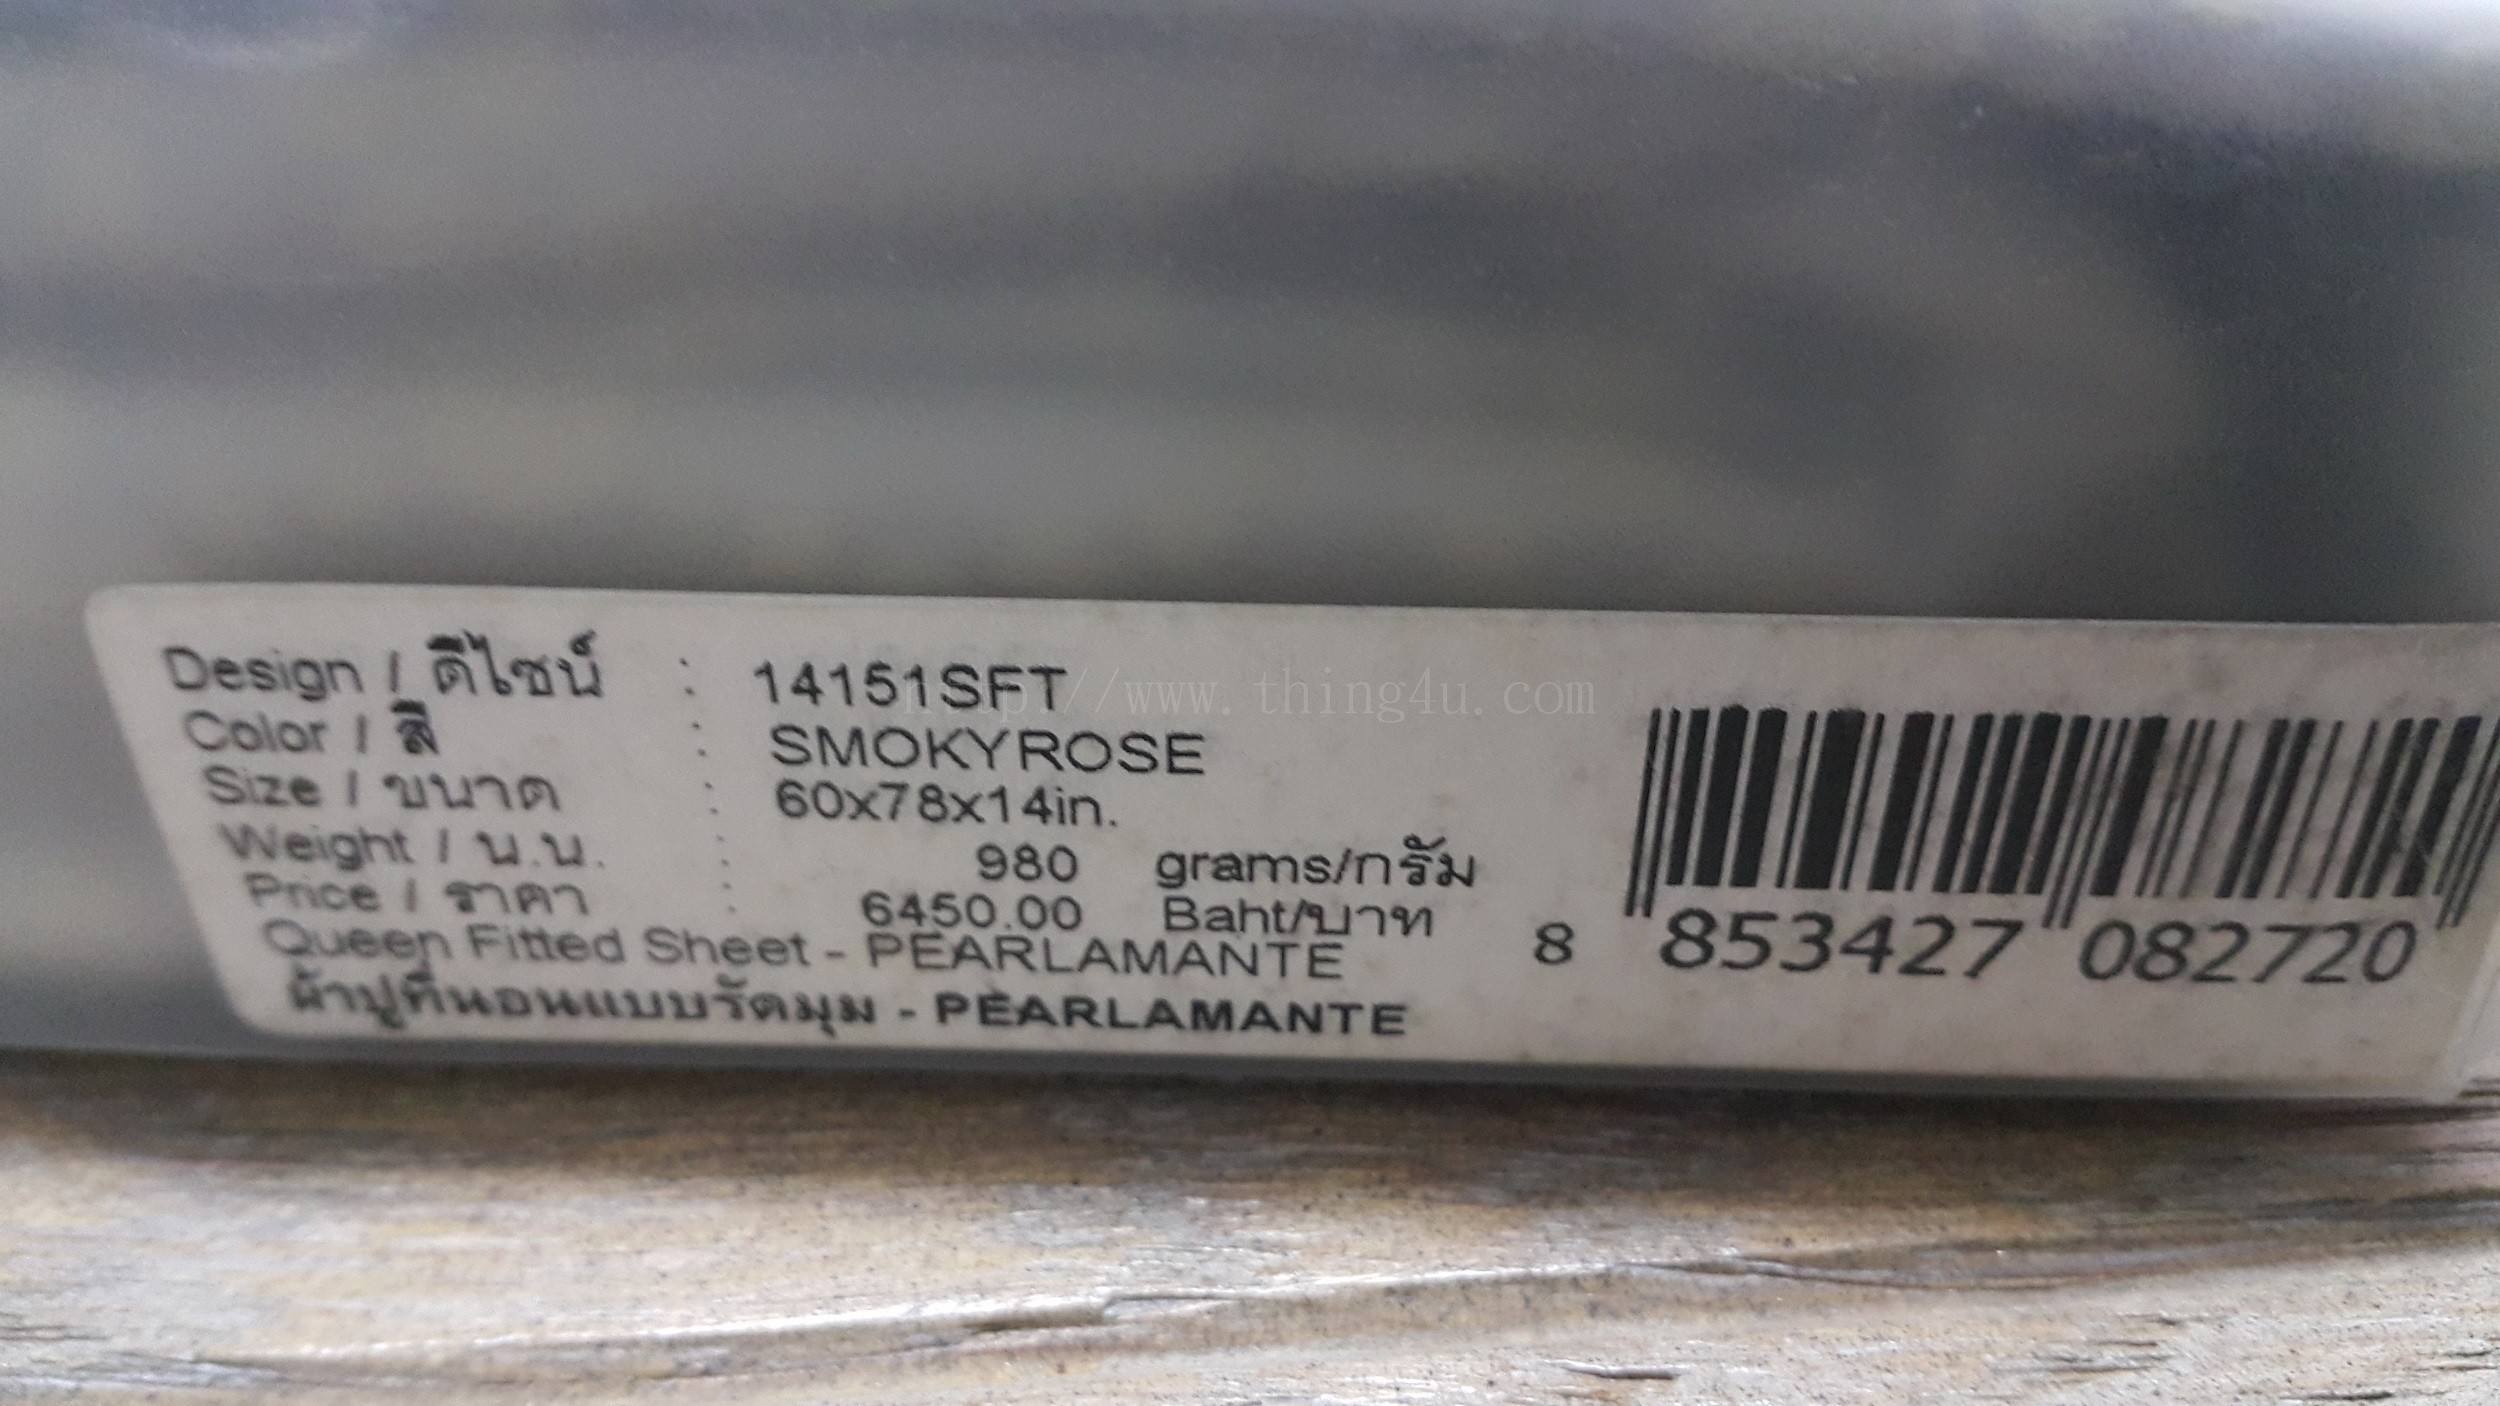 Design / ดีไซน์ : 14151SFT
Color / สี : SMOKYROSE
Size / ขนาด : 60x78x14in.
Weight / น.น. : 980 grams/กรัม
Price / ราคา : 6450.00 Baht/บาท
Queen Fitted Sheet - PEARLAMANTE
ผ้าปูที่นอนแบบรัดมุม - PEARLAMANTE
8 853427 082720
http://www.thing4u.com